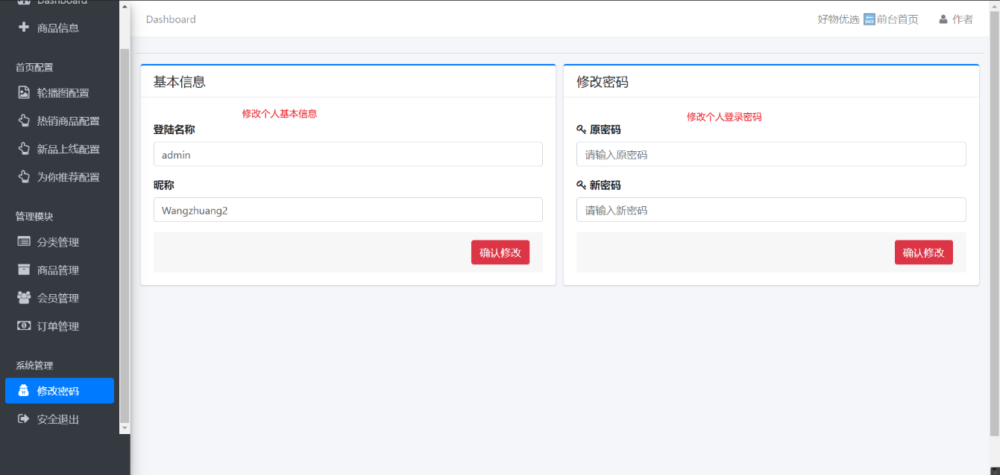 Dashboard
商品信息
首页配置
轮播图配置
热销商品配置
新品上线配置
为你推荐配置
管理模块
分类管理
商品管理
会员管理
订单管理
系统管理
修改密码
安全退出
Dashboard
好物优选 🔙前台首页 作者
基本信息
修改个人基本信息
登陆名称
admin
昵称
Wangzhuang2
确认修改
修改密码
修改个人登录密码
原密码
请输入原密码
新密码
请输入新密码
确认修改